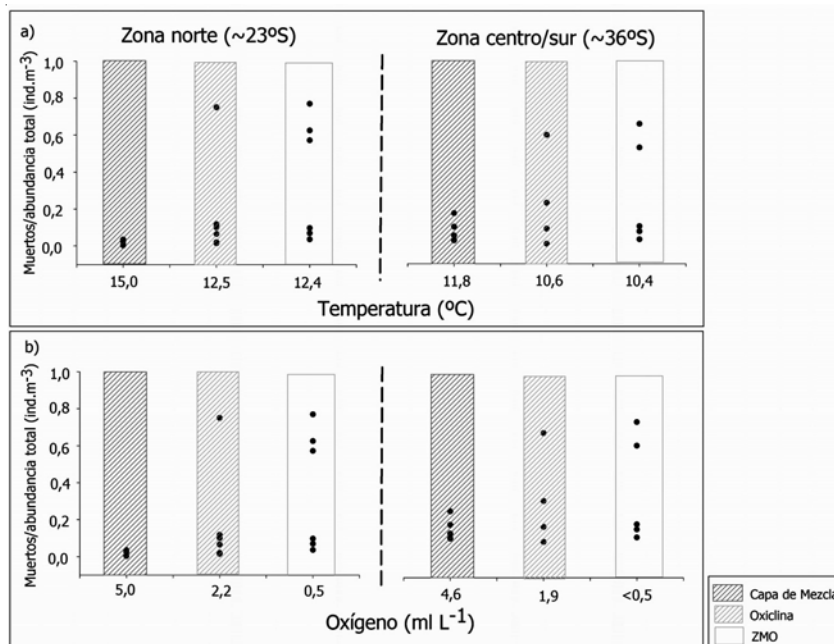 a)
Zona norte (~23ºS) Zona centro/sur (~36ºS)
Muertos/abundancia total (ind.m⁻³)
1,0
0,8
0,6
0,4
0,2
0,0
15,0 12,5 12,4 11,8 10,6 10,4
Temperatura (ºC)
b)
Muertos/abundancia total (ind.m⁻³)
1,0
0,8
0,6
0,4
0,2
0,0
5,0 2,2 0,5 4,6 1,9 <0,5
Oxígeno (ml L⁻¹)
Capa de Mezcla
Oxiclina
ZMO